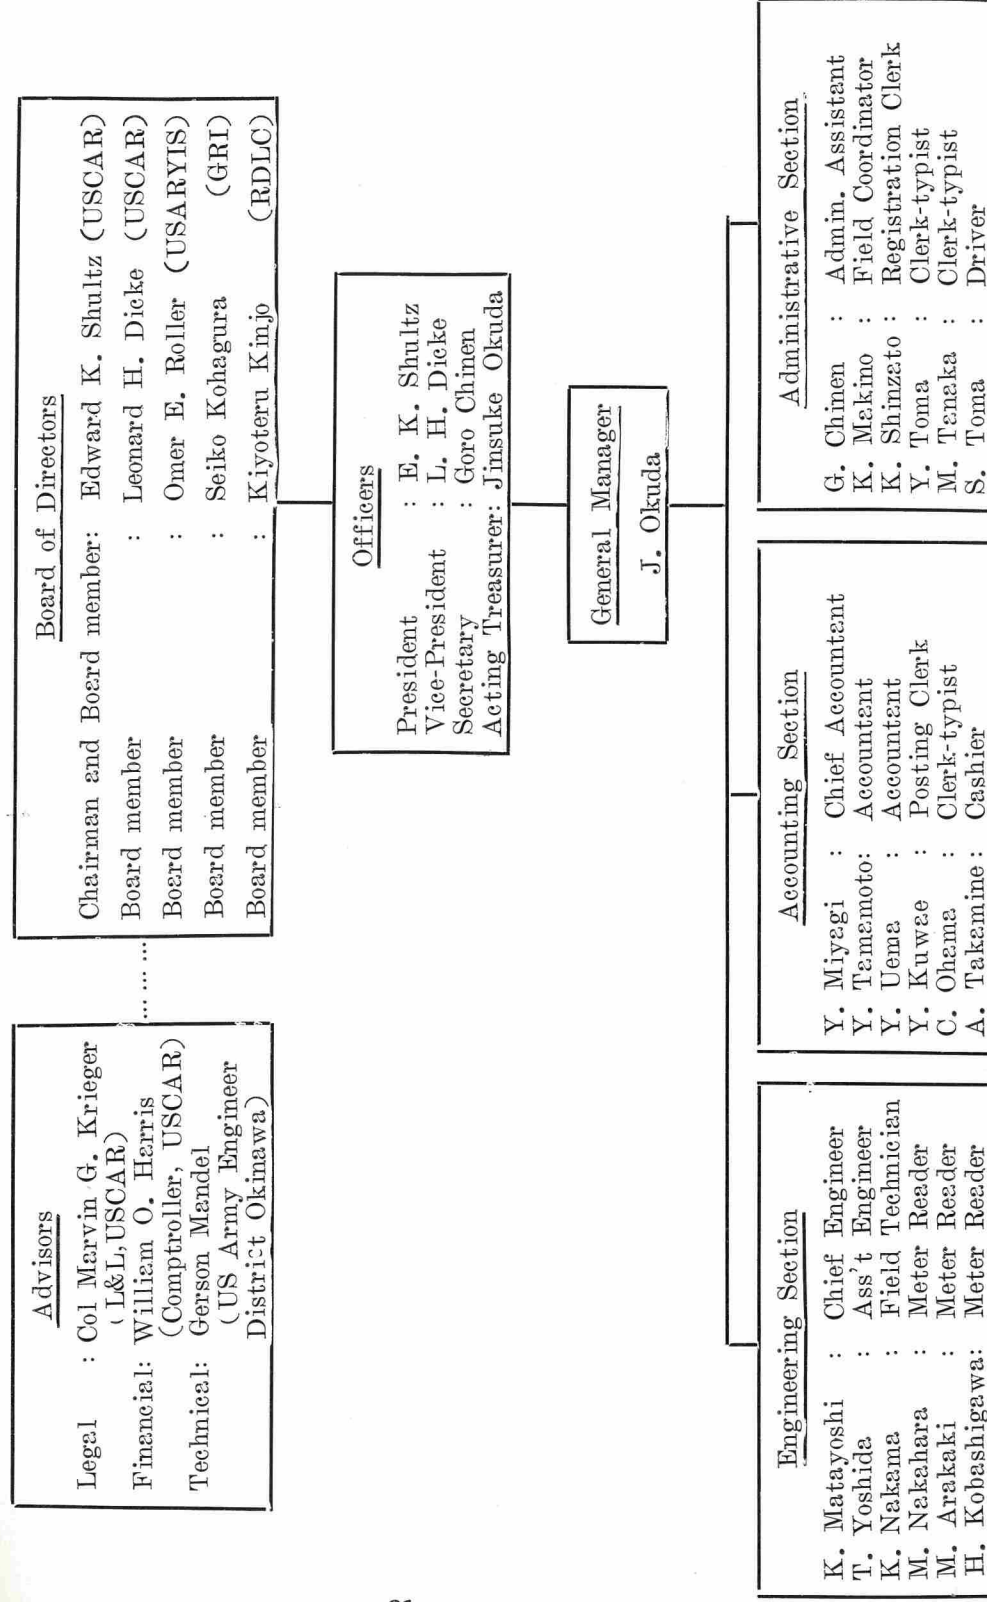 Advisors
Legal : Col Marvin G. Krieger
(L&L,USCAR)
Financial: William O. Harris
(Comptroller, USCAR)
Technical: Gerson Mandel
(US Army Engineer
District Okinawa)
Board of Directors
Chairman and Board member: Edward K. Shultz (USCAR)
Board member : Leonard H. Dicke (USCAR)
Board member : Omer E. Roller (USARYIS)
Board member : Seiko Kohagura (GRI)
Board member : Kiyoteru Kinjo (RDLC)
Officers
President : E. K. Shultz
Vice-President : L. H. Dicke
Secretary : Goro Chinen
Acting Treasurer: Jinsuke Okuda
General Manager
J. Okuda
Engineering Section
K. Matayoshi : Chief Engineer
T. Yoshida : Ass't Engineer
K. Nakama : Field Technician
M. Nakahara : Meter Reader
M. Arakaki : Meter Reader
H. Kobashigawa: Meter Reader
Accounting Section
Y. Miyagi : Chief Accountant
Y. Tamamoto: Accountant
Y. Uema : Accountant
Y. Kuwae : Posting Clerk
C. Ohama : Clerk-typist
A. Takamine: Cashier
Administrative Section
G. Chinen : Admin. Assistant
K. Makino : Field Coordinator
K. Shinzato : Registration Clerk
Y. Toma : Clerk-typist
M. Tanaka : Clerk-typist
S. Toma : Driver